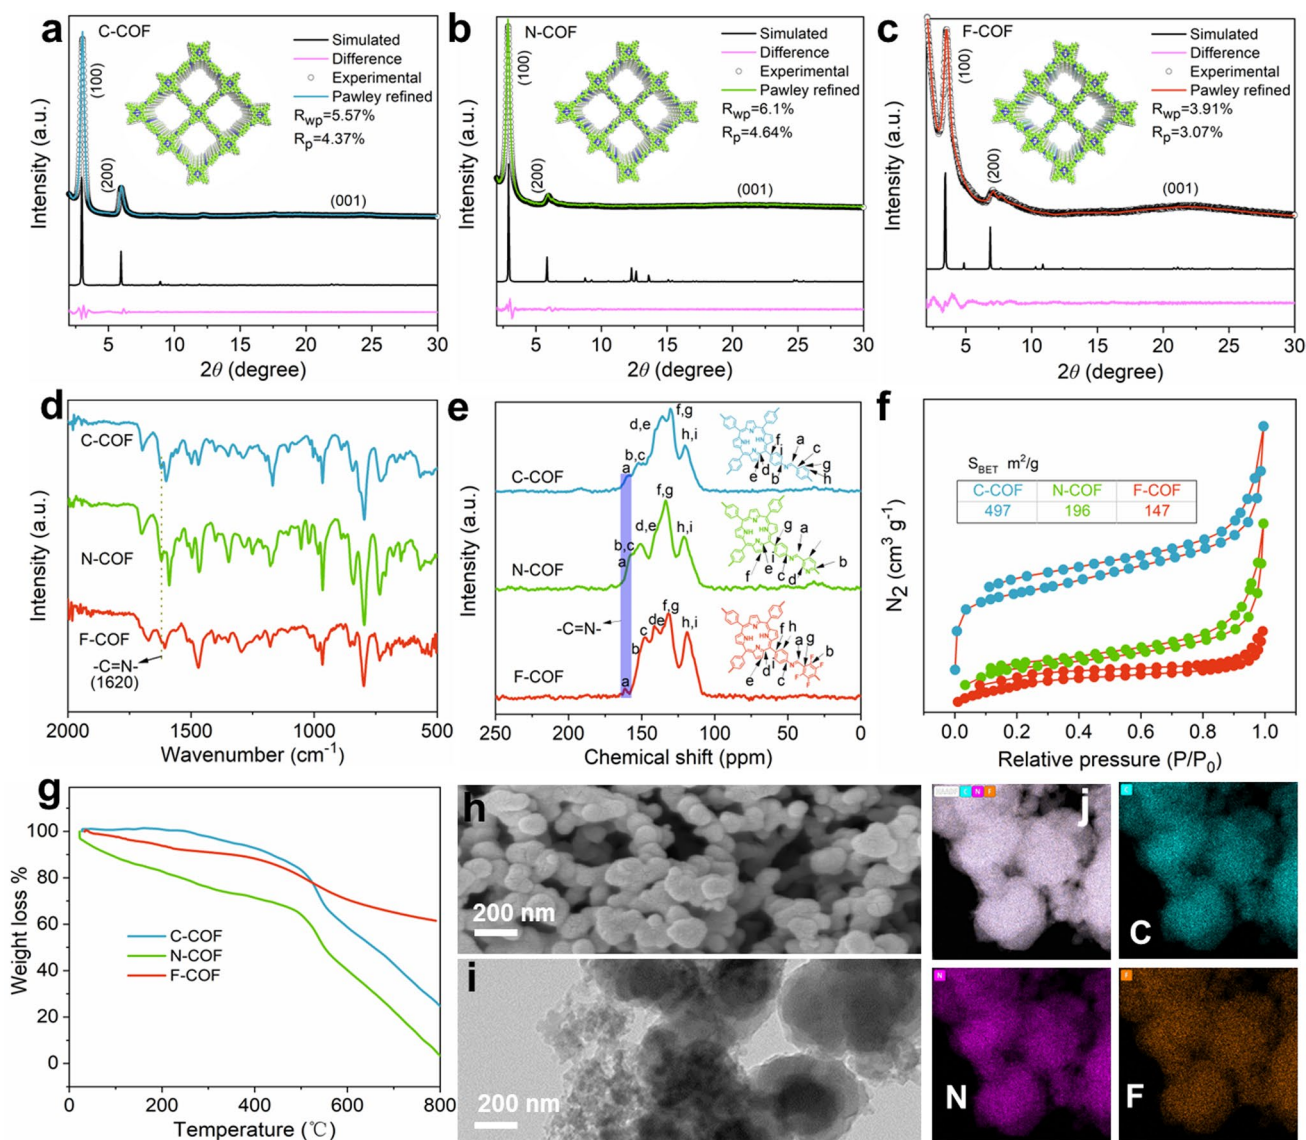 a
C-COF
Simulated
Difference
Experimental
Pawley refined
Rwp=5.57%
Rp=4.37%
(100)
(200)
(001)
Intensity (a.u.)
5 10 15 20 25 30
2θ (degree)
b
N-COF
Simulated
Difference
Experimental
Pawley refined
Rwp=6.1%
Rp=4.64%
(100)
(200)
(001)
Intensity (a.u.)
5 10 15 20 25 30
2θ (degree)
c
F-COF
Simulated
Difference
Experimental
Pawley refined
Rwp=3.91%
Rp=3.07%
(100)
(200)
(001)
Intensity (a.u.)
5 10 15 20 25 30
2θ (degree)
d
C-COF
N-COF
F-COF
-C=N-
(1620)
Intensity (a.u.)
2000 1500 1000 500
Wavenumber (cm-1)
e
f,g
d,e
h,i
b,c
a
C-COF
f,g
d,e
h,i
b,c
a
N-COF
-C=N-
f,g
de
c
h,i
b
a
F-COF
Intensity (a.u.)
250 200 150 100 50 0
Chemical shift (ppm)
f
SBET m2/g
C-COF N-COF F-COF
497 196 147
N2 (cm3 g-1)
0.0 0.2 0.4 0.6 0.8 1.0
Relative pressure (P/P0)
g
100
80
60
40
20
0
C-COF
N-COF
F-COF
Weight loss %
0 200 400 600 800
Temperature (℃)
h
200 nm
i
200 nm
j
C
N
F